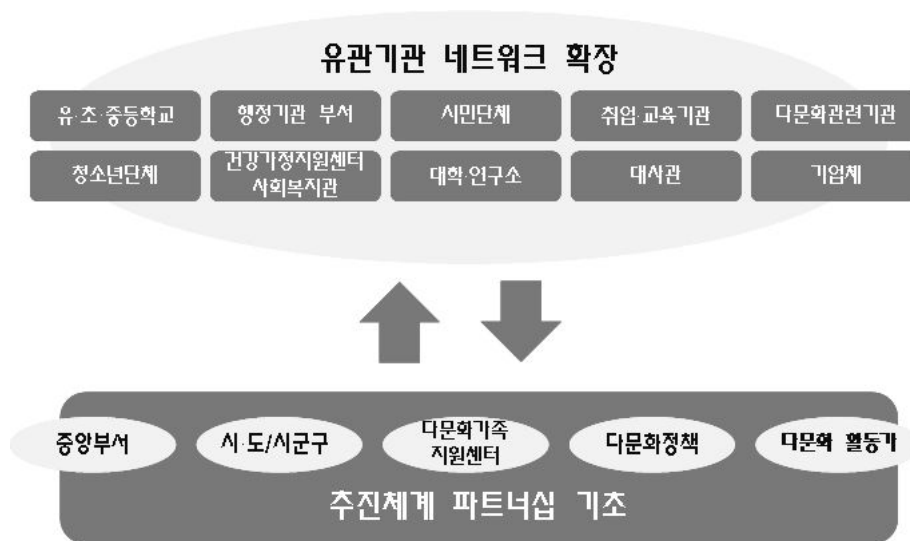 유관기관 네트워크 확장
유·초·중등학교
행정기관 부서
시민단체
취업·교육기관
다문화관련기관
청소년단체
건강가정지원센터
사회복지관
대학·연구소
대사관
기업체
중앙부서
시·도/시군구
다문화가족
지원센터
다문화정책
다문화 활동가
추진체계 파트너십 기초